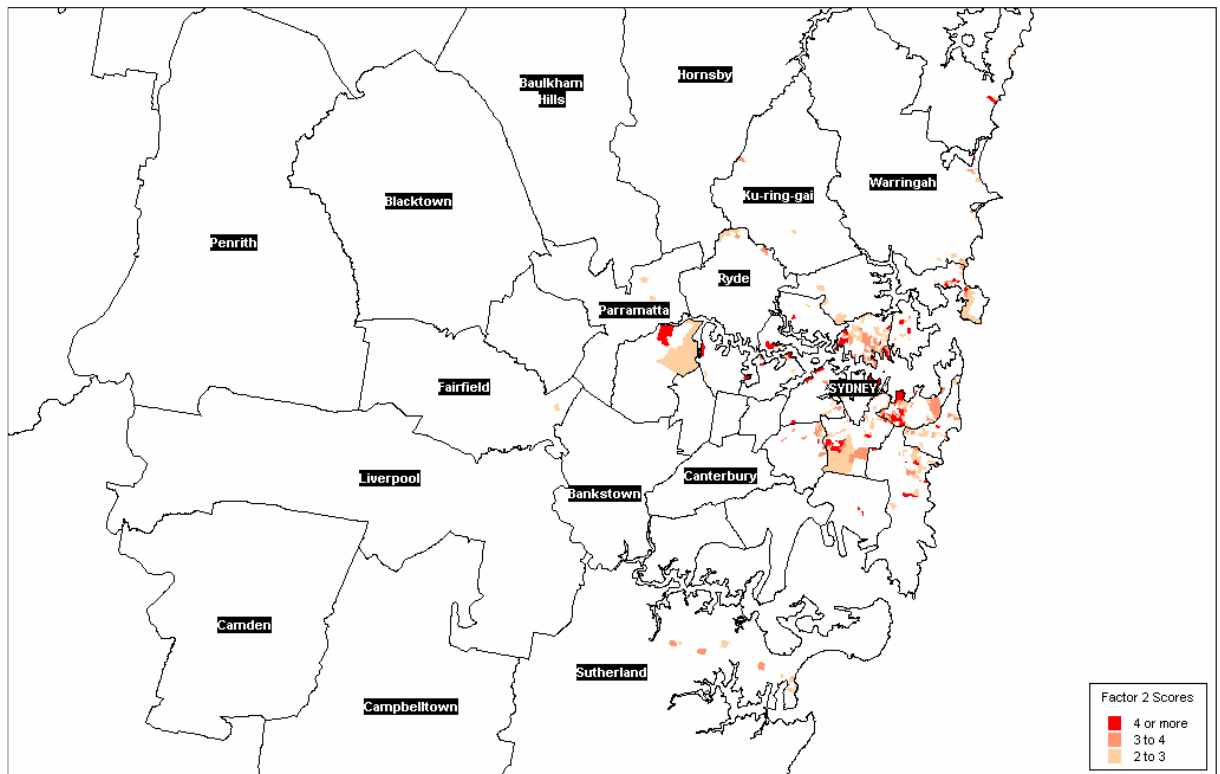 Hornsby
Baulkham
Hills
Warringah
Ku-ring-gai
Blacktown
Penrith
Ryde
Parramatta
Fairfield
SYDNEY
Liverpool
Canterbury
Bankstown
Camden
Sutherland
Campbelltown
Factor 2 Scores
4 or more
3 to 4
2 to 3